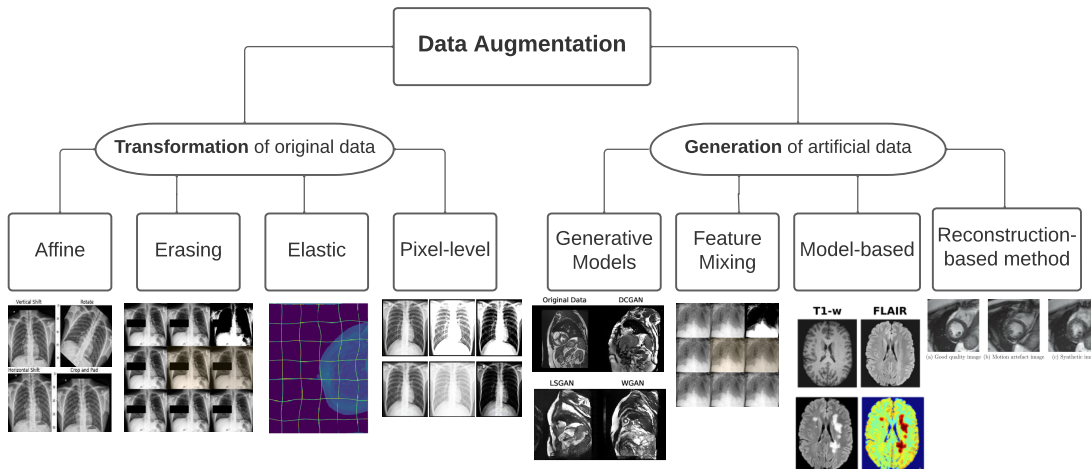 Data Augmentation
Transformation of original data
Generation of artificial data
Affine
Erasing
Elastic
Pixel-level
Generative
Models
Feature
Mixing
Model-based
Reconstruction-
based method
Vertical Shift
Rotate
Horizontal Shift
Crop and Pad
Original Data
DCGAN
LSGAN
WGAN
T1-w
FLAIR
(a) Good quality image
(b) Motion artefact image
(c) Synthetic im